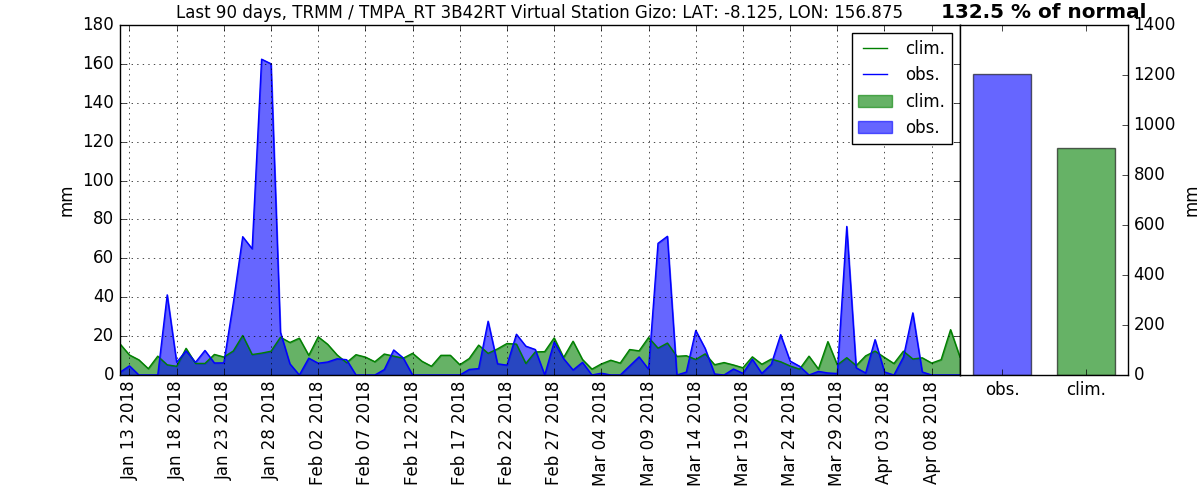 Last 90 days, TRMM / TMPA_RT 3B42RT Virtual Station Gizo: LAT: -8.125, LON: 156.875
132.5 % of normal
180
160
140
120
100
80
60
40
20
0
mm
clim.
obs.
clim.
obs.
1400
1200
1000
800
600
400
200
0
mm
obs.
clim.
Jan 13 2018
Jan 18 2018
Jan 23 2018
Jan 28 2018
Feb 02 2018
Feb 07 2018
Feb 12 2018
Feb 17 2018
Feb 22 2018
Feb 27 2018
Mar 04 2018
Mar 09 2018
Mar 14 2018
Mar 19 2018
Mar 24 2018
Mar 29 2018
Apr 03 2018
Apr 08 2018